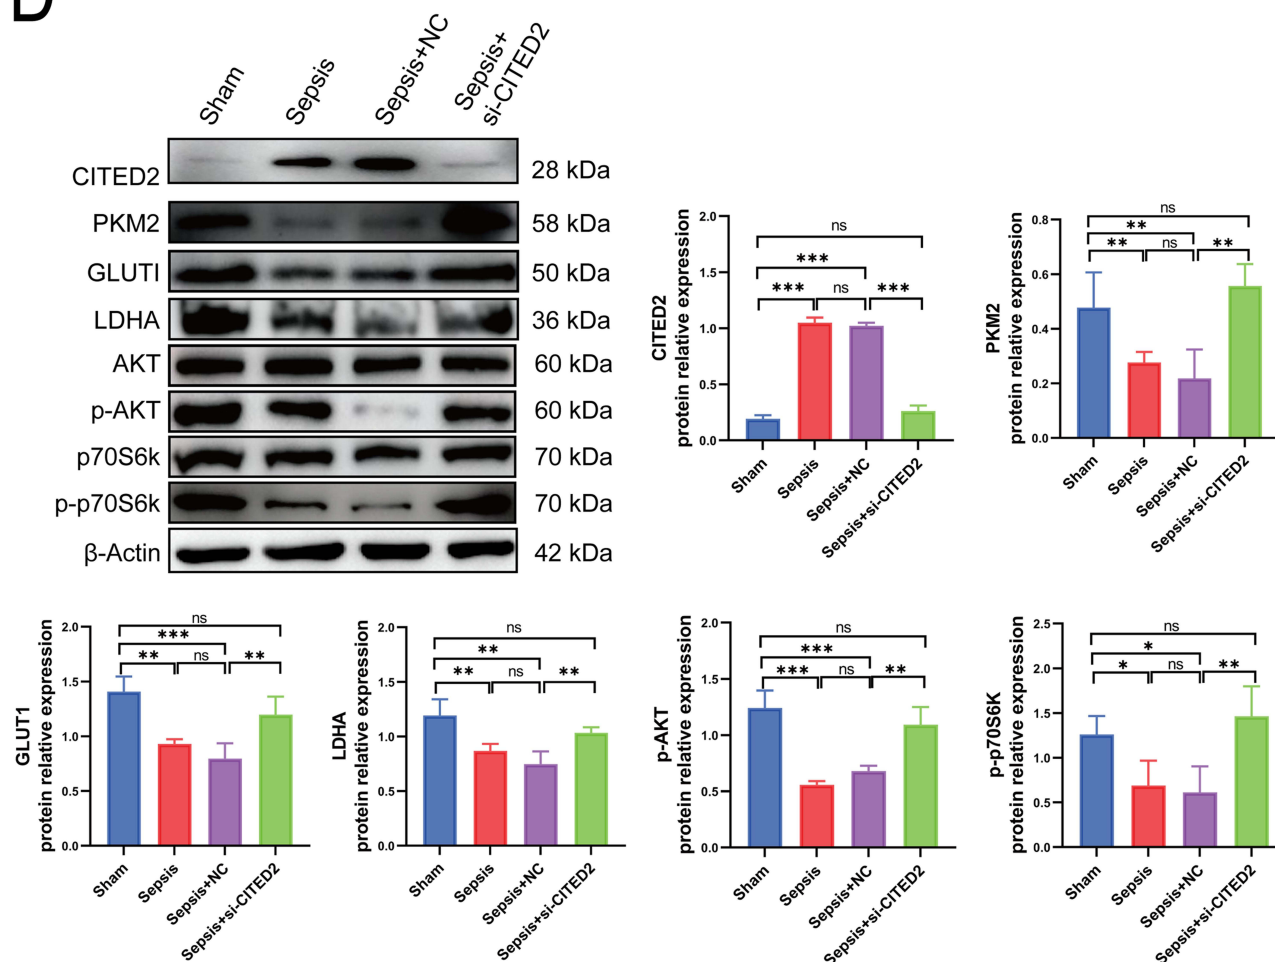 D
Sham
Sepsis
Sepsis+NC
Sepsis+
si-CITED2
CITED2
28 kDa
PKM2
58 kDa
GLUTI
50 kDa
LDHA
36 kDa
AKT
60 kDa
p-AKT
60 kDa
p70S6k
70 kDa
p-p70S6k
70 kDa
β-Actin
42 kDa
CITED2
protein relative expression
2.0
1.5
1.0
0.5
0.0
ns
***
*** ns ***
Sham
Sepsis
Sepsis+NC
Sepsis+si-CITED2
PKM2
protein relative expression
0.8
0.6
0.4
0.2
0.0
ns
**
** ns **
Sham
Sepsis
Sepsis+NC
Sepsis+si-CITED2
GLUT1
protein relative expression
2.0
1.5
1.0
0.5
0.0
ns
***
** ns **
Sham
Sepsis
Sepsis+NC
Sepsis+si-CITED2
LDHA
protein relative expression
2.0
1.5
1.0
0.5
0.0
ns
**
** ns **
Sham
Sepsis
Sepsis+NC
Sepsis+si-CITED2
p-AKT
protein relative expression
2.0
1.5
1.0
0.5
0.0
ns
***
*** ns **
Sham
Sepsis
Sepsis+NC
Sepsis+si-CITED2
p-p70S6K
protein relative expression
2.5
2.0
1.5
1.0
0.5
0.0
ns
*
* ns **
Sham
Sepsis
Sepsis+NC
Sepsis+si-CITED2